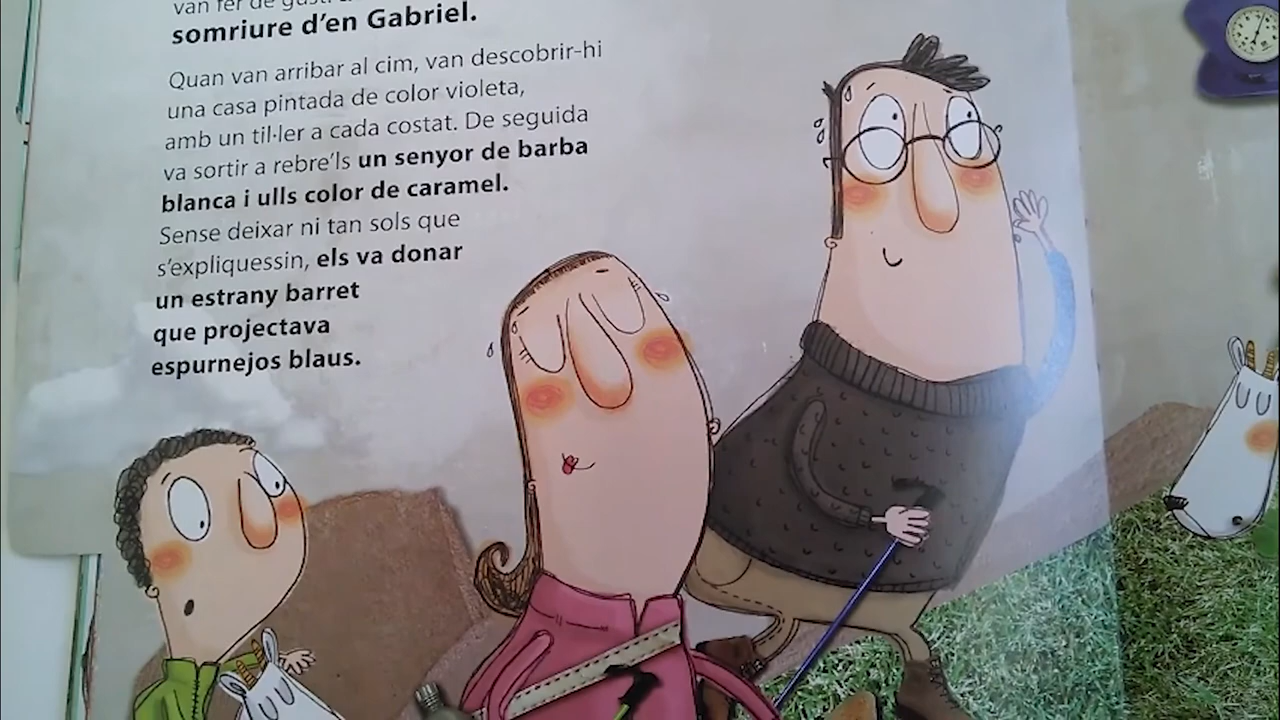 somriure d'en Gabriel.
Quan van arribar al cim, van descobrir-hi
una casa pintada de color violeta,
amb un til·ler a cada costat. De seguida
va sortir a rebre'ls un senyor de barba
blanca i ulls color de caramel.
Sense deixar ni tan sols que
s'expliquessin, els va donar
un estrany barret
que projectava
espurnejos blaus.